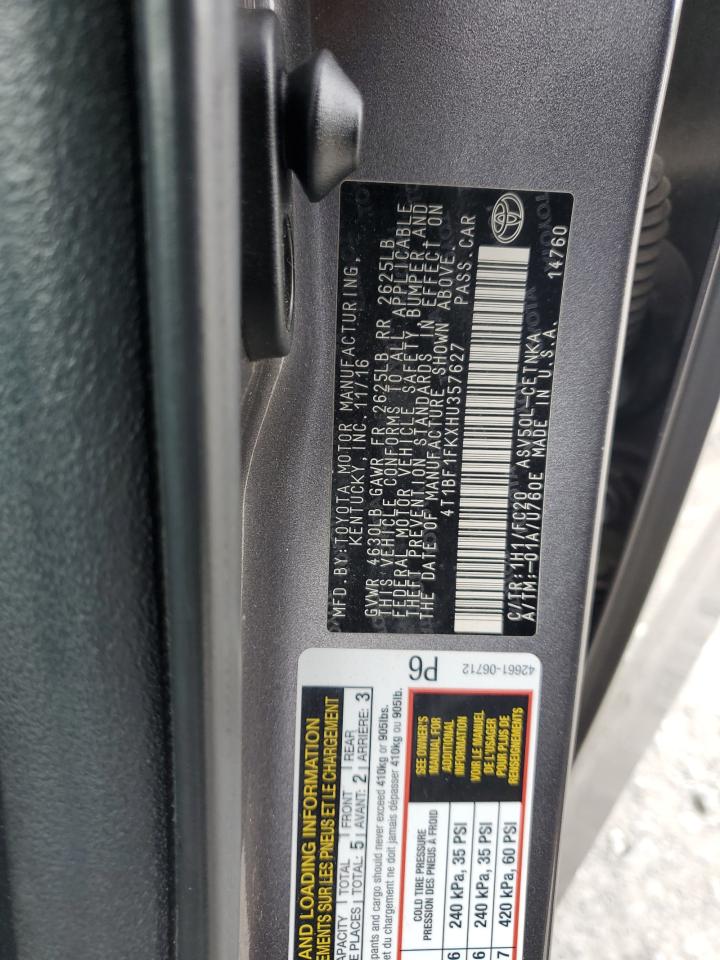 MFD. BY: TOYOTA MOTOR MANUFACTURING,
KENTUCKY, INC. 11/16
GVWR 4630LB GAWR FR 2625LB RR 2625LB
THIS VEHICLE CONFORMS TO ALL APPLICABLE
FEDERAL MOTOR VEHICLE SAFETY, BUMPER, AND
THEFT PREVENTION STANDARDS IN EFFECT ON
THE DATE OF MANUFACTURE SHOWN ABOVE.
4T1BF1FKXHU357627 PASS. CAR
C/TR: 1H1/FC20 ASV50L-CETNKA
A/TM: -01A/U760E MADE IN U.S.A. 14760
AND LOADING INFORMATION
EMENTS SUR LES PNEUS ET LE CHARGEMENT
P6
42661-06712
APACITY TOTAL FRONT REAR
E PLACES TOTAL: 5 AVANT: 2 ARRIÈRE: 3
pants and cargo should never exceed 410kg or 905lbs.
et du chargement ne doit jamais dépasser 410kg ou 905lb.
COLD TIRE PRESSURE
PRESSION DES PNEUS À FROID
SEE OWNER'S
MANUAL FOR
ADDITIONAL
INFORMATION
VOIR LE MANUEL
DE L'USAGER
POUR PLUS DE
RENSEIGNEMENTS
6 240 kPa, 35 PSI
6 240 kPa, 35 PSI
7 420 kPa, 60 PSI